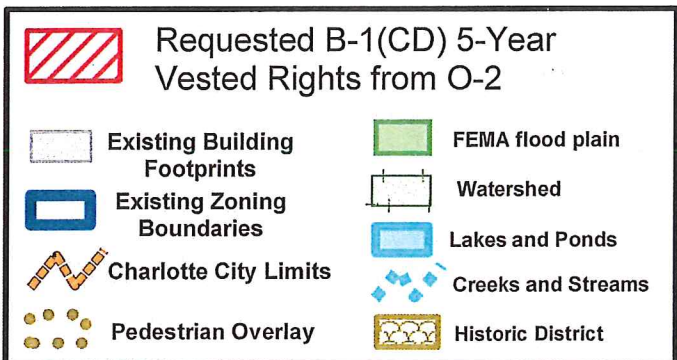 Requested B-1(CD) 5-Year
Vested Rights from O-2
Existing Building
Footprints
Existing Zoning
Boundaries
Charlotte City Limits
Pedestrian Overlay
FEMA flood plain
Watershed
Lakes and Ponds
Creeks and Streams
Historic District